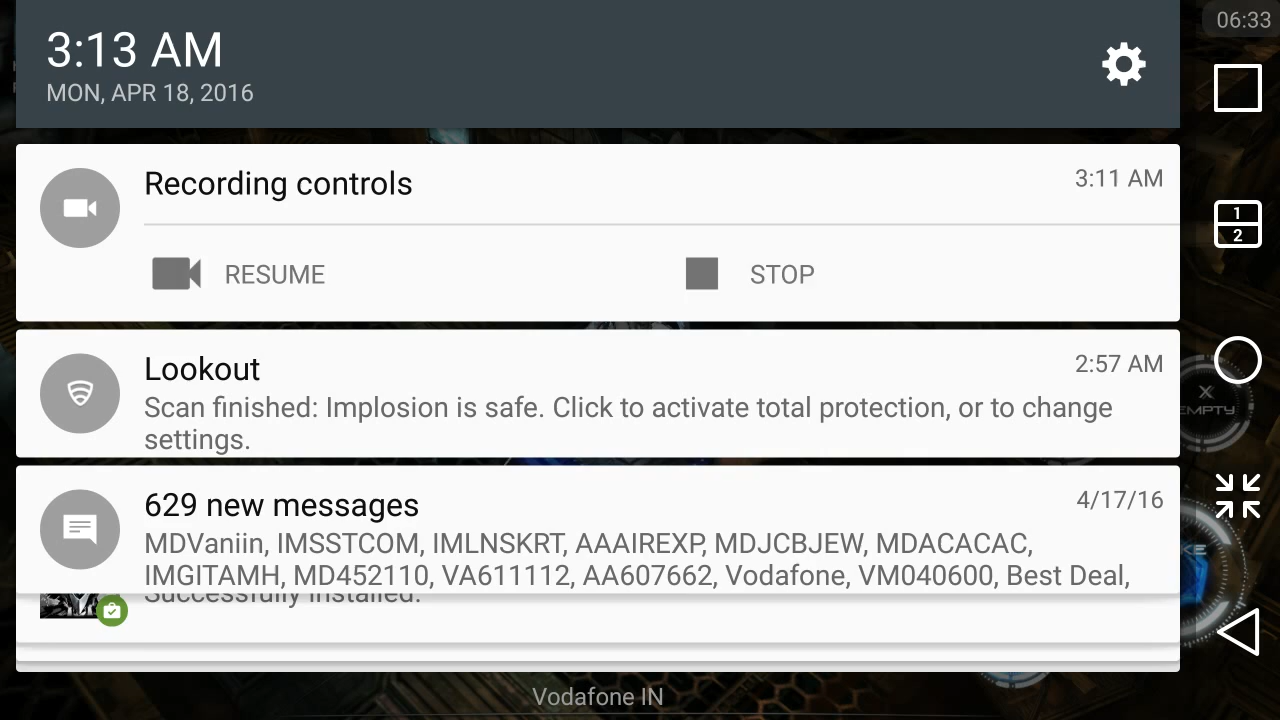 06:33
3:13 AM
MON, APR 18, 2016
Recording controls
3:11 AM
RESUME
STOP
1
2
Lookout
2:57 AM
Scan finished: Implosion is safe. Click to activate total protection, or to change
settings.
X
EMPTY
629 new messages
4/17/16
MDVaniin, IMSSTCOM, IMLNSKRT, AAAIREXP, MDJCBJEW, MDACACAC,
IMGITAMH, MD452110, VA611112, AA607662, Vodafone, VM040600, Best Deal,
Successfully installed.
Vodafone IN